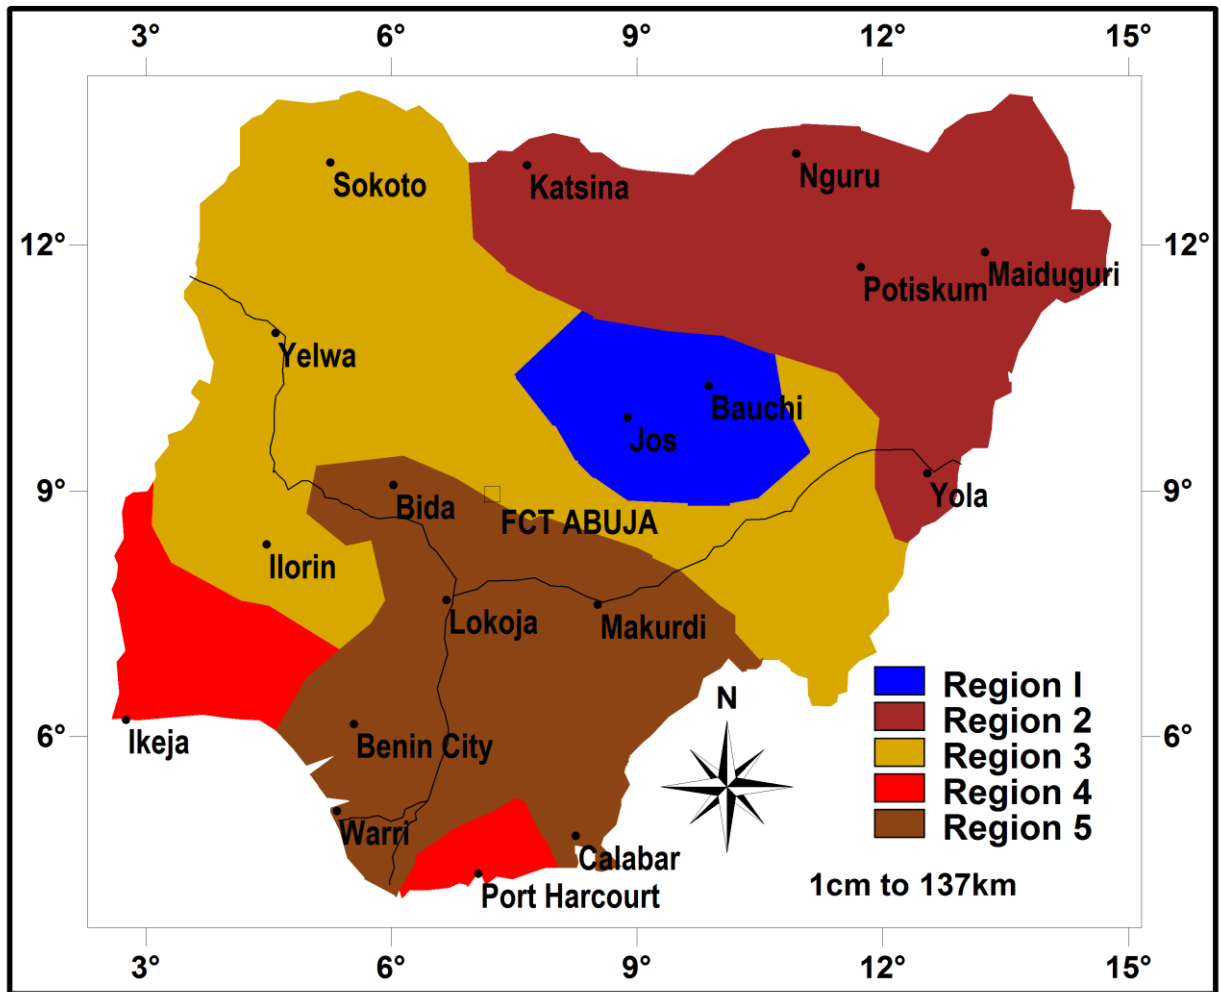 3° 6° 9° 12° 15°
Sokoto
Katsina
Nguru
12° 12°
Maiduguri
Potiskum
Yelwa
Bauchi
Jos
9° 9°
Bida
Yola
FCT ABUJA
Ilorin
Lokoja
Makurdi
Region I
N
Region 2
6° 6°
Ikeja
Benin City
Region 3
Region 4
Region 5
Warri
Calabar
Port Harcourt
1cm to 137km
3° 6° 9° 12° 15°